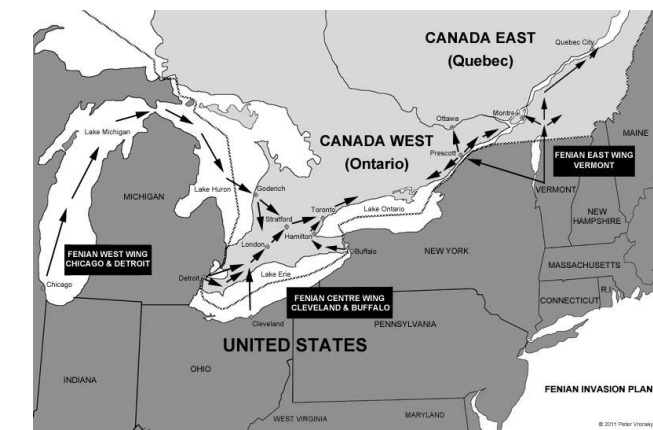 CANADA EAST
(Quebec)
Quebec City
Montreal
Ottawa
MAINE
Lake Michigan
CANADA WEST
(Ontario)
Prescott
FENIAN EAST WING
VERMONT
Lake Huron
Goderich
VERMONT
MICHIGAN
Stratford
Toronto
Lake Ontario
NEW
HAMPSHIRE
London
Hamilton
Buffalo
NEW YORK
FENIAN WEST WING
CHICAGO & DETROIT
MASSACHUSETTS
Detroit
Lake Erie
Chicago
FENIAN CENTRE WING
CLEVELAND & BUFFALO
CONNECTICUT
R.I.
Cleveland
PENNSYLVANIA
UNITED STATES
OHIO
INDIANA
FENIAN INVASION PLAN
WEST VIRGINIA
MARYLAND
© 2011 Peter Vronsky